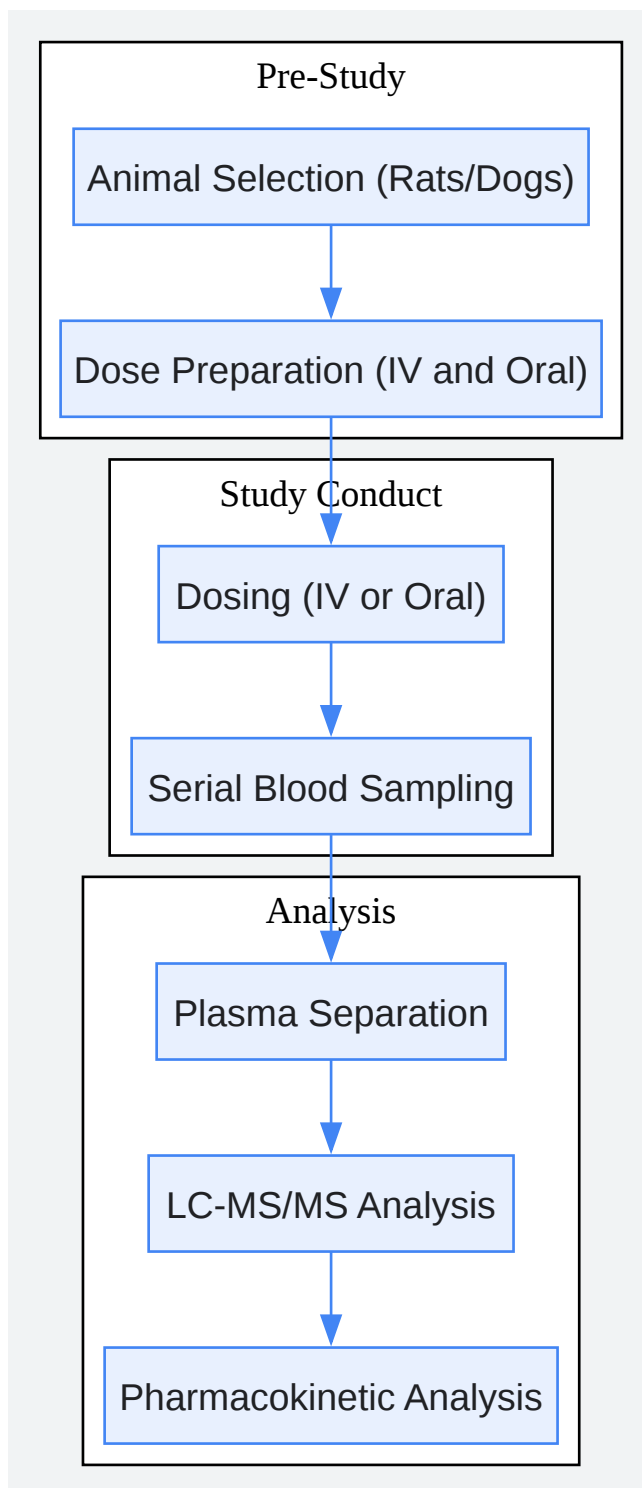 Pre-Study
Animal Selection (Rats/Dogs)
Dose Preparation (IV and Oral)
Study Conduct
Dosing (IV or Oral)
Serial Blood Sampling
Analysis
Plasma Separation
LC-MS/MS Analysis
Pharmacokinetic Analysis